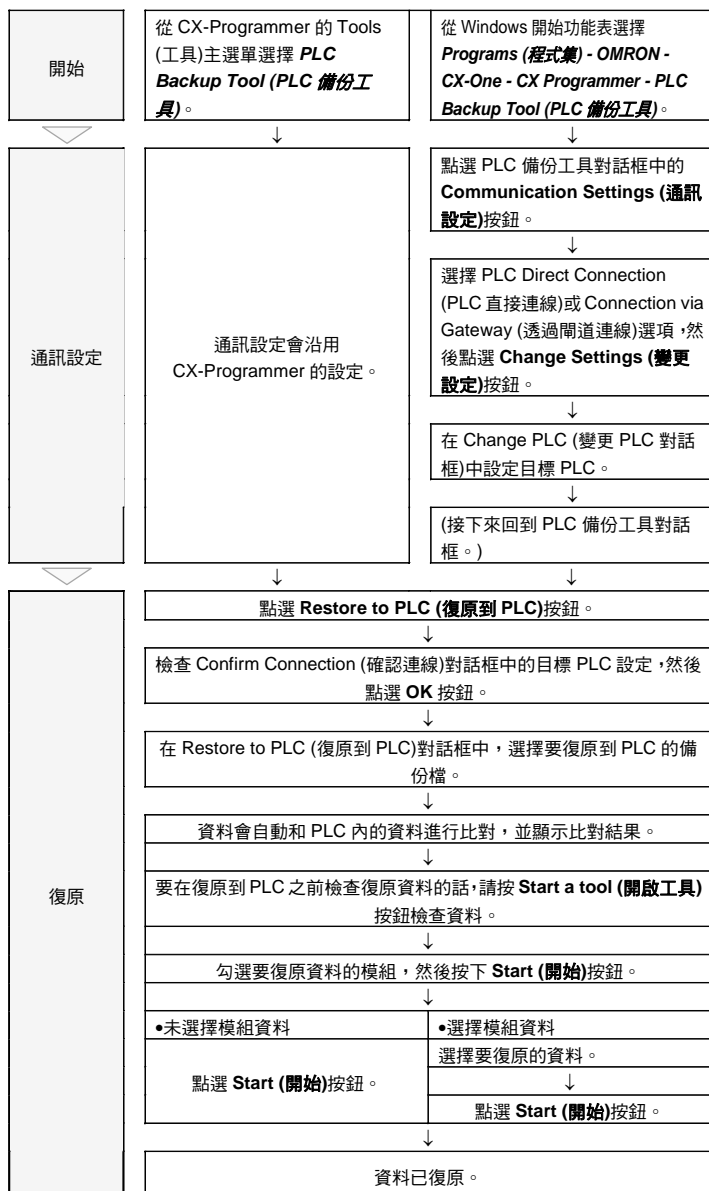 開始
從 CX-Programmer 的 Tools
(工具)主選單選擇 PLC
Backup Tool (PLC 備份工
具)。
從 Windows 開始功能表選擇
Programs (程式集) - OMRON -
CX-One - CX Programmer - PLC
Backup Tool (PLC 備份工具)。
↓
↓
通訊設定
通訊設定會沿用
CX-Programmer 的設定。
點選 PLC 備份工具對話框中的
Communication Settings (通訊
設定)按鈕。
↓
選擇 PLC Direct Connection
(PLC 直接連線)或 Connection via
Gateway (透過閘道連線)選項，然
後點選 Change Settings (變更
設定)按鈕。
↓
在 Change PLC (變更 PLC 對話
框)中設定目標 PLC。
↓
(接下來回到 PLC 備份工具對話
框。)
↓
↓
復原
點選 Restore to PLC (復原到 PLC)按鈕。
↓
檢查 Confirm Connection (確認連線)對話框中的目標 PLC 設定，然後
點選 OK 按鈕。
↓
在 Restore to PLC (復原到 PLC)對話框中，選擇要復原到 PLC 的備
份檔。
↓
資料會自動和 PLC 內的資料進行比對，並顯示比對結果。
↓
要在復原到 PLC 之前檢查復原資料的話，請按 Start a tool (開啟工具)
按鈕檢查資料。
↓
勾選要復原資料的模組，然後按下 Start (開始)按鈕。
↓
•未選擇模組資料
點選 Start (開始)按鈕。
•選擇模組資料
選擇要復原的資料。
↓
點選 Start (開始)按鈕。
↓
資料已復原。